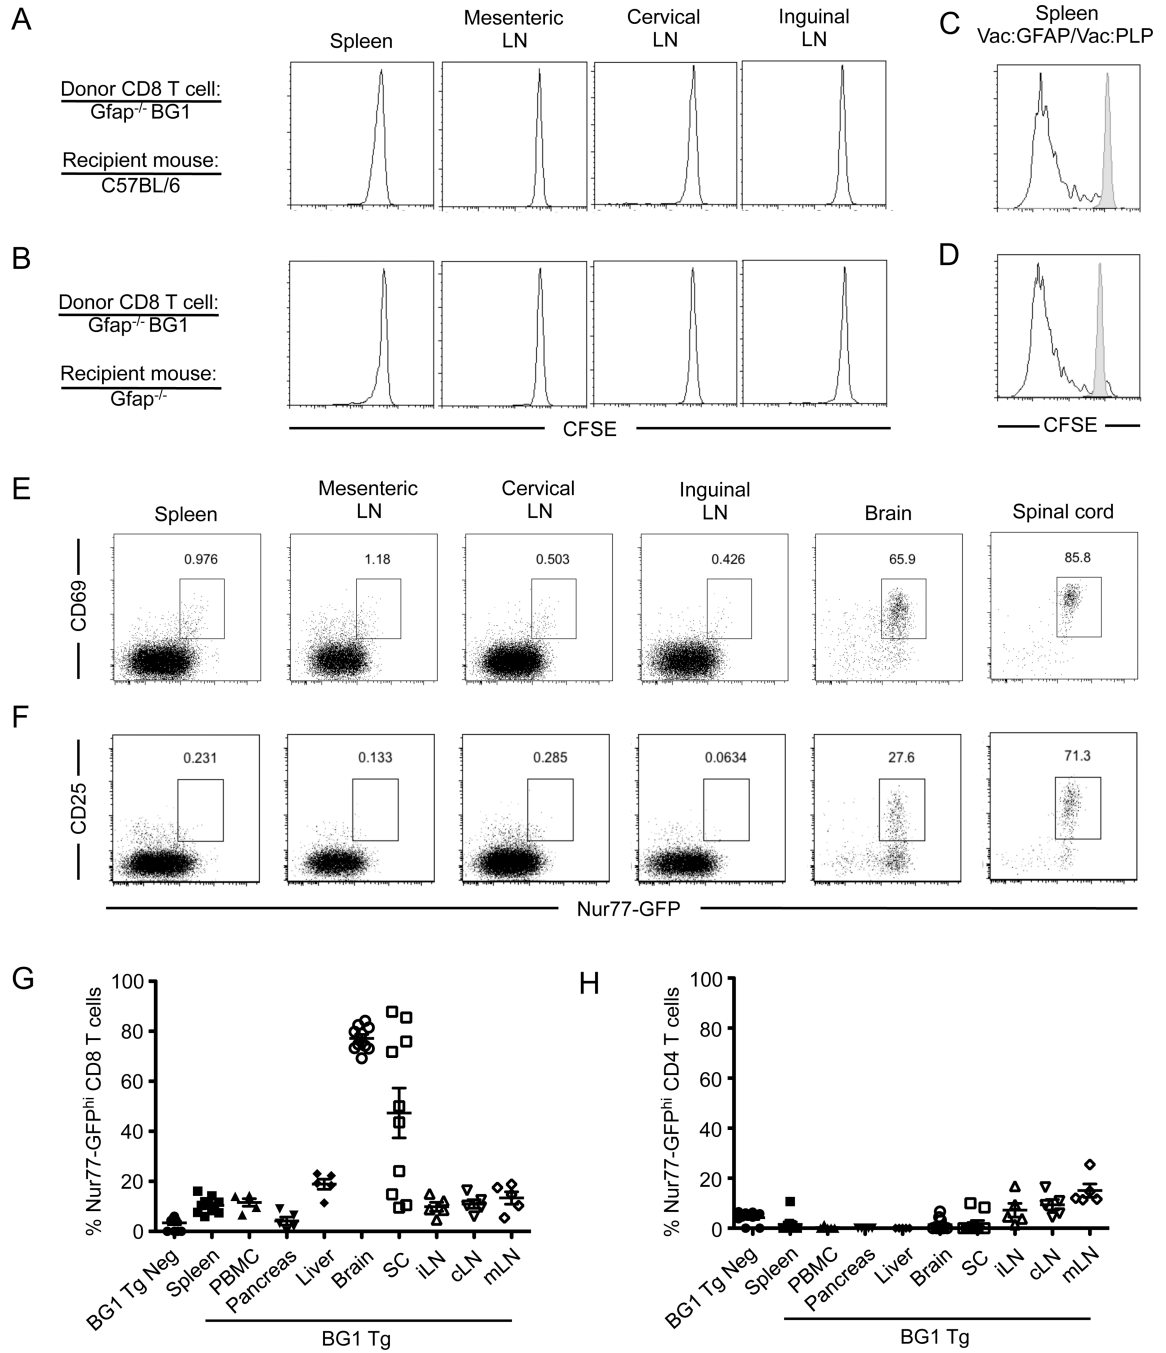 A
Spleen
Mesenteric
LN
Cervical
LN
Inguinal
LN
C
Spleen
Vac:GFAP/Vac:PLP
Donor CD8 T cell:
Gfap-/- BG1
Recipient mouse:
C57BL/6
B
D
Donor CD8 T cell:
Gfap-/- BG1
Recipient mouse:
Gfap-/-
CFSE
CFSE
E
Spleen
Mesenteric
LN
Cervical
LN
Inguinal
LN
Brain
Spinal cord
CD69
0.976
1.18
0.503
0.426
65.9
85.8
F
CD25
0.231
0.133
0.285
0.0634
27.6
71.3
Nur77-GFP
G
% Nur77-GFPhi CD8 T cells
100
80
60
40
20
0
BG1 Tg Neg
Spleen
PBMC
Pancreas
Liver
Brain
SC
iLN
cLN
mLN
BG1 Tg
H
% Nur77-GFPhi CD4 T cells
100
80
60
40
20
0
BG1 Tg Neg
Spleen
PBMC
Pancreas
Liver
Brain
SC
iLN
cLN
mLN
BG1 Tg